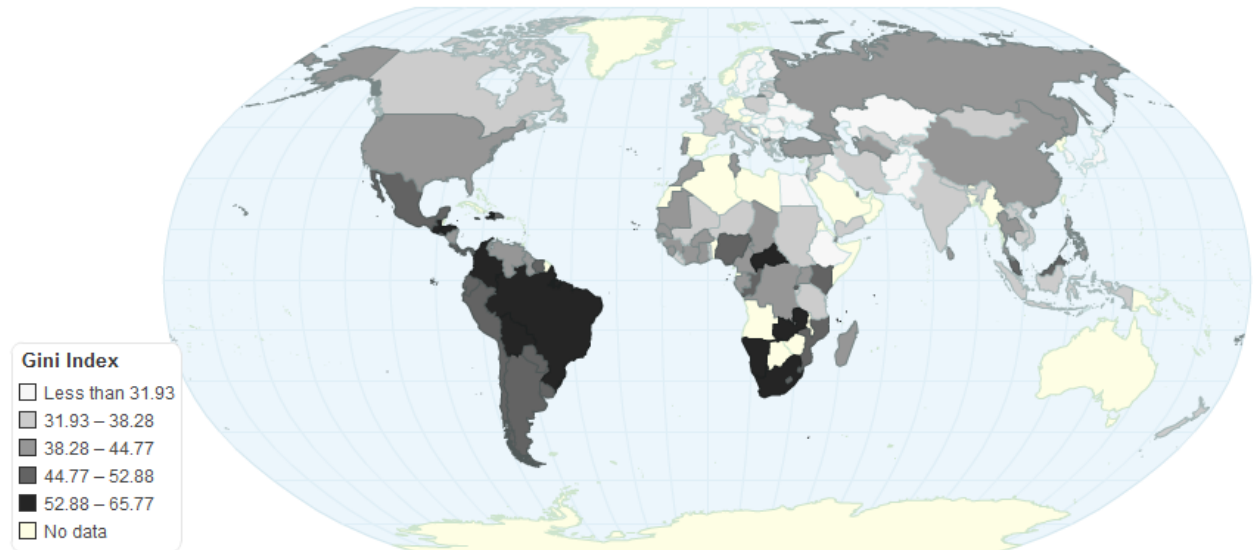 Gini Index
Less than 31.93
31.93 – 38.28
38.28 – 44.77
44.77 – 52.88
52.88 – 65.77
No data